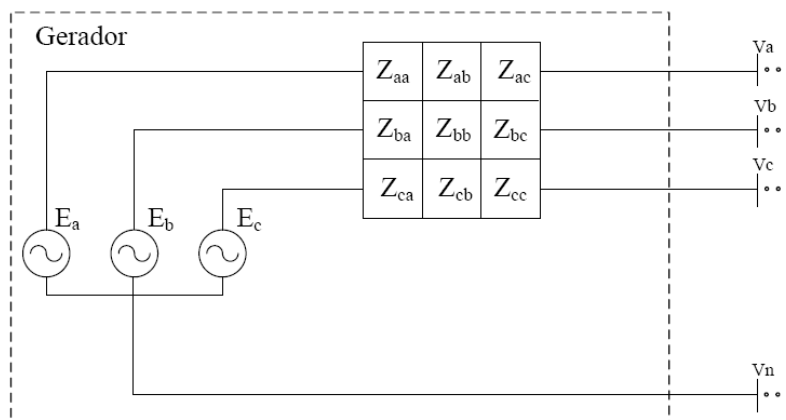 Gerador
Va
Zaa Zab Zac
Vb
Zba Zbb Zbc
Vc
Zca Zcb Zcc
Ea Eb Ec
Vn